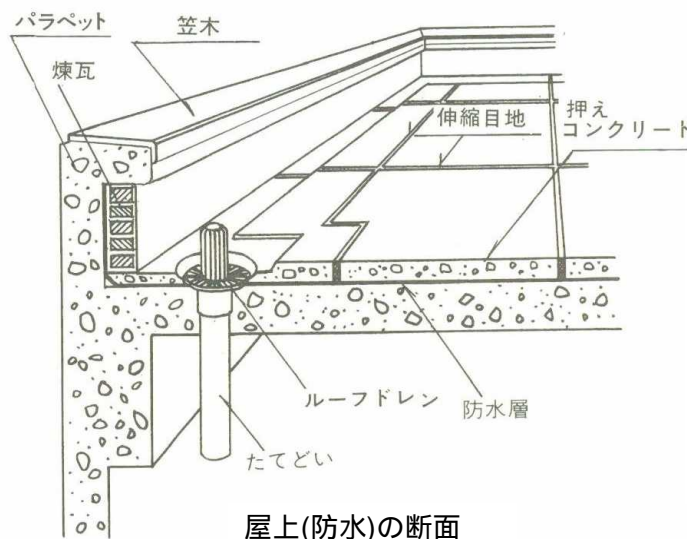 パラペット
笠木
煉瓦
伸縮目地
押え
コンクリート
ルーフドレン
防水層
たてどい
屋上(防水)の断面